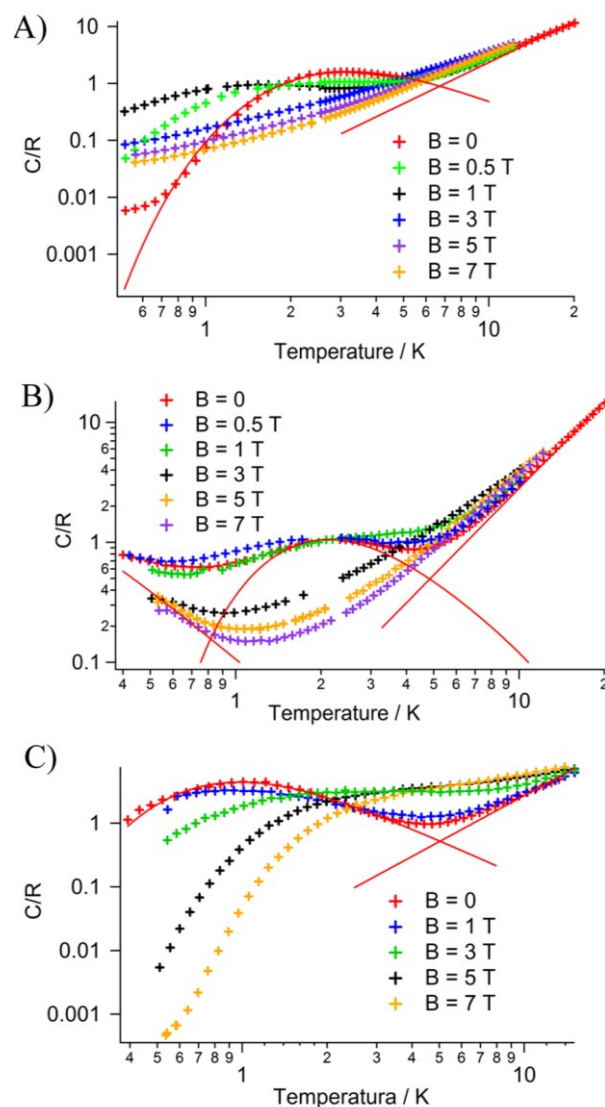 A)
10
1
0.1
0.01
0.001
C/R
B = 0
B = 0.5 T
B = 1 T
B = 3 T
B = 5 T
B = 7 T
6 7 8 9 1 2 3 4 5 6 7 8 9 10 2
Temperature / K
B)
B = 0
B = 0.5 T
B = 1 T
B = 3 T
B = 5 T
B = 7 T
10
6
4
2
1
6
4
2
0.1
C/R
4 5 6 7 8 9 1 2 3 4 5 6 7 8 9 10 2
Temperature / K
C)
1
0.1
0.01
0.001
C/R
B = 0
B = 1 T
B = 3 T
B = 5 T
B = 7 T
4 5 6 7 8 9 1 2 3 4 5 6 7 8 9 10
Temperatura / K